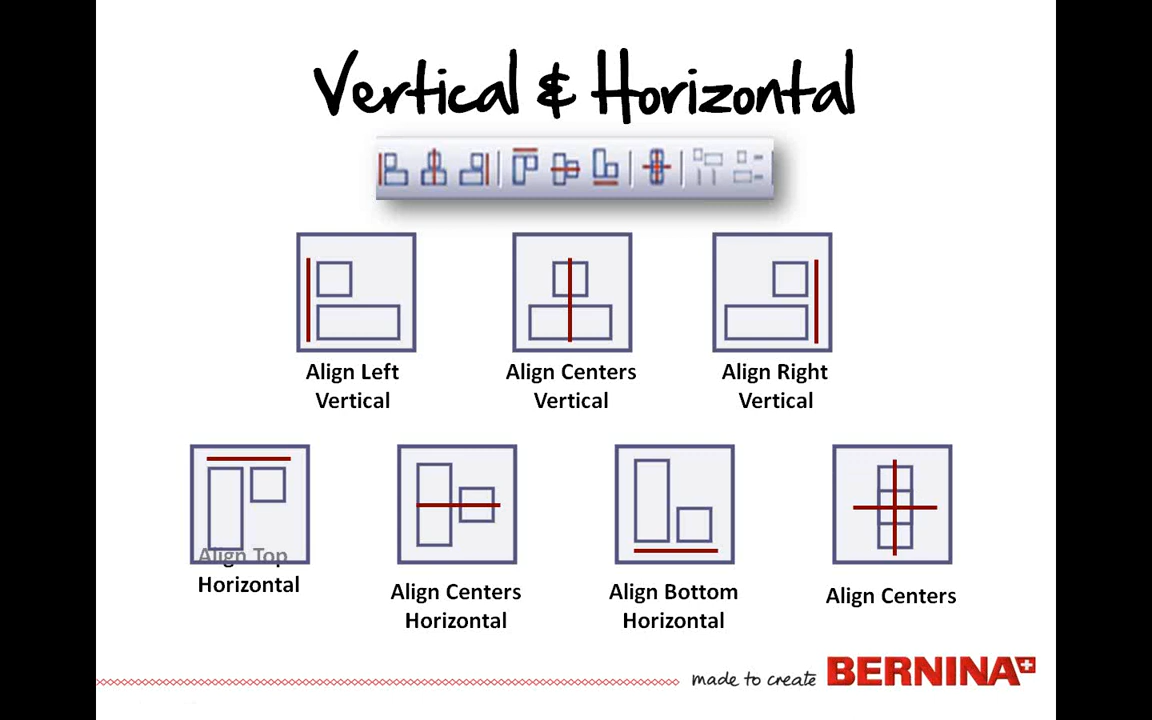 Vertical & Horizontal
Align Left
Vertical
Align Centers
Vertical
Align Right
Vertical
Align Top
Horizontal
Align Centers
Horizontal
Align Bottom
Horizontal
Align Centers
made to create BERNINA